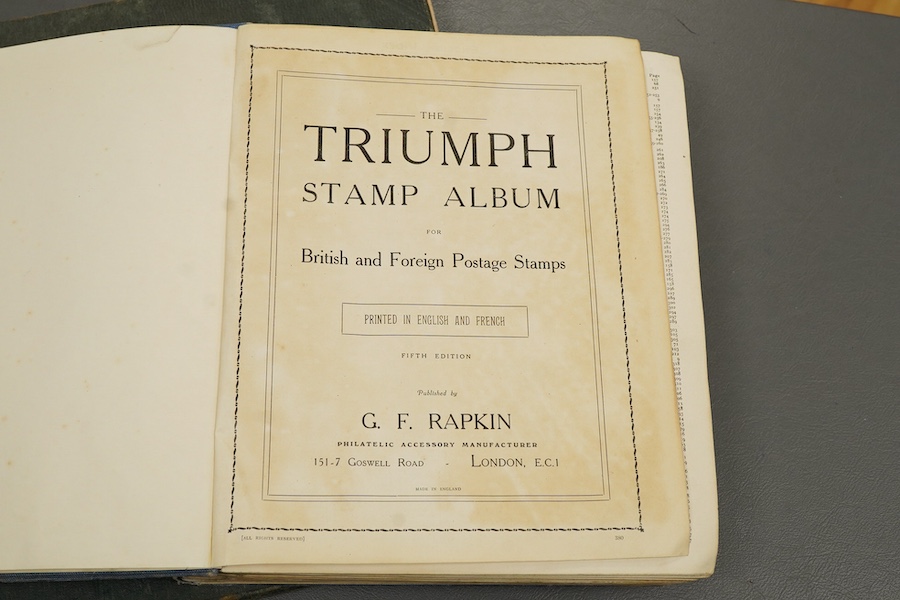 THE
TRIUMPH
STAMP ALBUM
FOR
British and Foreign Postage Stamps
PRINTED IN ENGLISH AND FRENCH
FIFTH EDITION
Published by
G. F. RAPKIN
PHILATELIC ACCESSORY MANUFACTURER
151-7 GOSWELL ROAD - LONDON, E.C.1
MADE IN ENGLAND
[ALL RIGHTS RESERVED]
Page